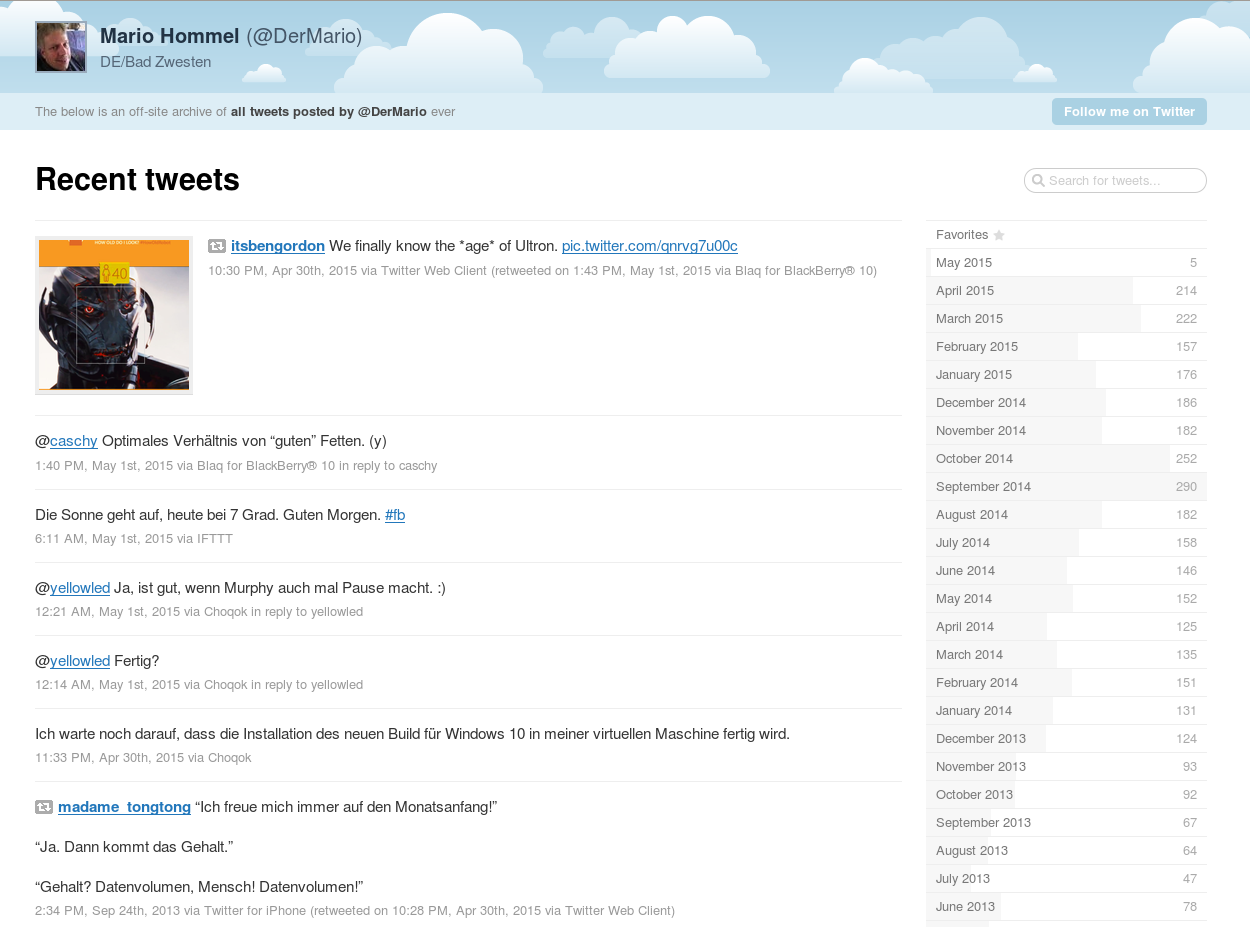 Mario Hommel (@DerMario)
DE/Bad Zwesten
The below is an off-site archive of all tweets posted by @DerMario ever
Follow me on Twitter
Recent tweets
Search for tweets...
HOW OLD DO I LOOK?
40
itsbengordon We finally know the *age* of Ultron. pic.twitter.com/qnrvg7u00c
10:30 PM, Apr 30th, 2015 via Twitter Web Client (retweeted on 1:43 PM, May 1st, 2015 via Blaq for BlackBerry® 10)
@caschy Optimales Verhältnis von “guten” Fetten. (y)
1:40 PM, May 1st, 2015 via Blaq for BlackBerry® 10 in reply to caschy
Die Sonne geht auf, heute bei 7 Grad. Guten Morgen. #fb
6:11 AM, May 1st, 2015 via IFTTT
@yellowled Ja, ist gut, wenn Murphy auch mal Pause macht. :)
12:21 AM, May 1st, 2015 via Choqok in reply to yellowled
@yellowled Fertig?
12:14 AM, May 1st, 2015 via Choqok in reply to yellowled
Ich warte noch darauf, dass die Installation des neuen Build für Windows 10 in meiner virtuellen Maschine fertig wird.
11:33 PM, Apr 30th, 2015 via Choqok
madame_tongtong “Ich freue mich immer auf den Monatsanfang!”
“Ja. Dann kommt das Gehalt.”
“Gehalt? Datenvolumen, Mensch! Datenvolumen!”
2:34 PM, Sep 24th, 2013 via Twitter for iPhone (retweeted on 10:28 PM, Apr 30th, 2015 via Twitter Web Client)
Favorites
May 2015 5
April 2015 214
March 2015 222
February 2015 157
January 2015 176
December 2014 186
November 2014 182
October 2014 252
September 2014 290
August 2014 182
July 2014 158
June 2014 146
May 2014 152
April 2014 125
March 2014 135
February 2014 151
January 2014 131
December 2013 124
November 2013 93
October 2013 92
September 2013 67
August 2013 64
July 2013 47
June 2013 78